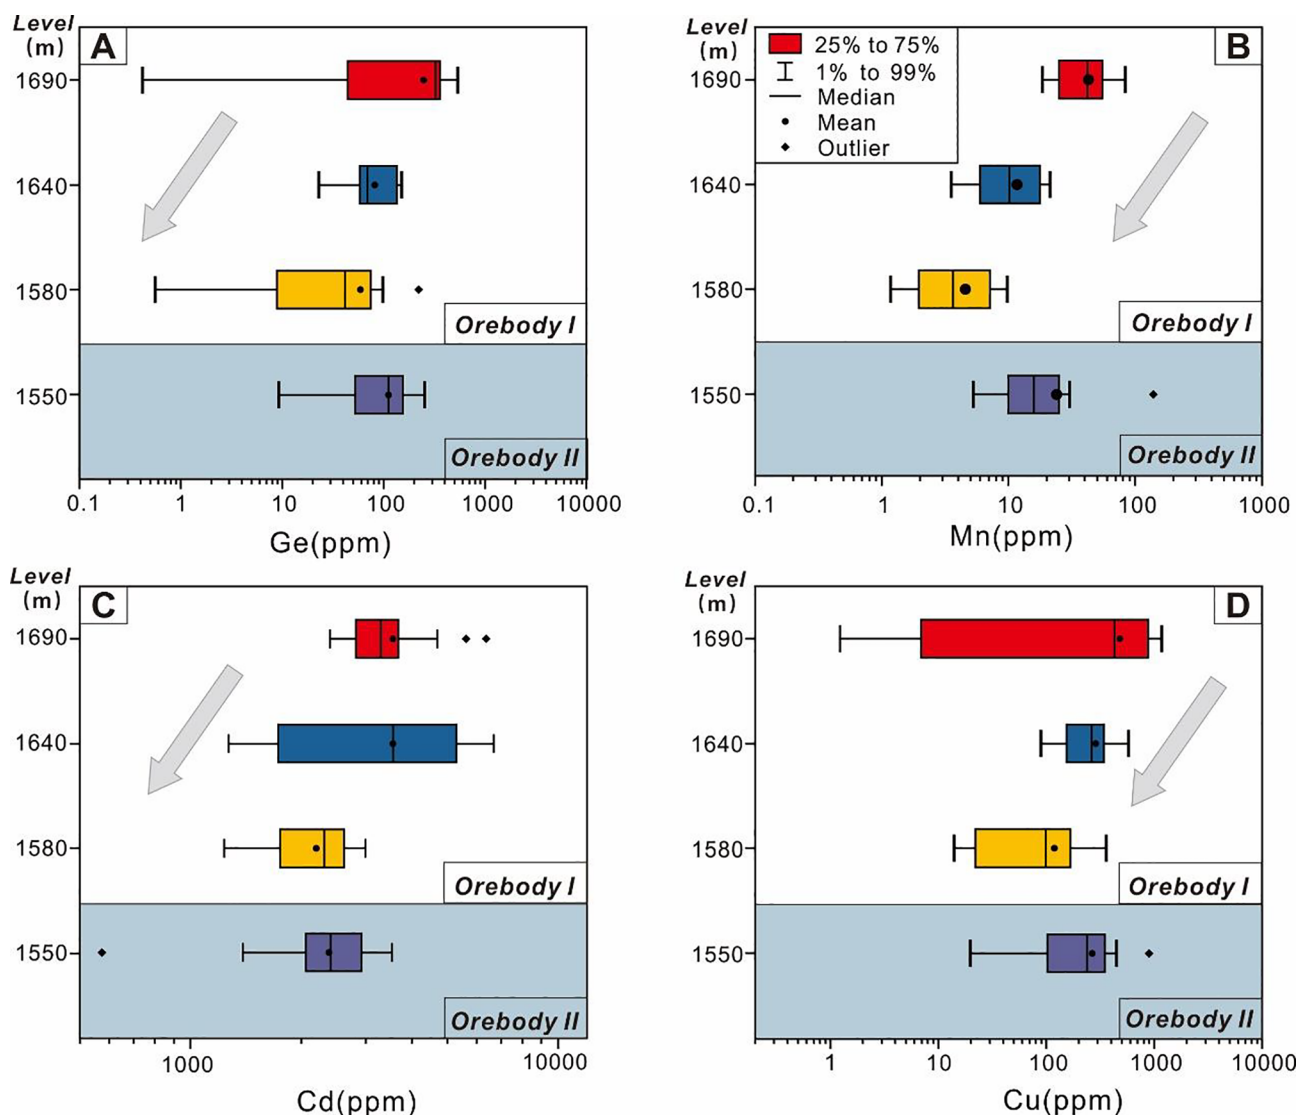 Level
(m)
A
1690
1640
1580
Orebody I
1550
Orebody II
0.1 1 10 100 1000 10000
Ge(ppm)
Level
(m)
25% to 75%
1% to 99%
Median
Mean
Outlier
B
1690
1640
1580
Orebody I
1550
Orebody II
0.1 1 10 100 1000
Mn(ppm)
Level
(m)
C
1690
1640
1580
Orebody I
1550
Orebody II
1000 10000
Cd(ppm)
Level
(m)
D
1690
1640
1580
Orebody I
1550
Orebody II
1 10 100 1000 10000
Cu(ppm)